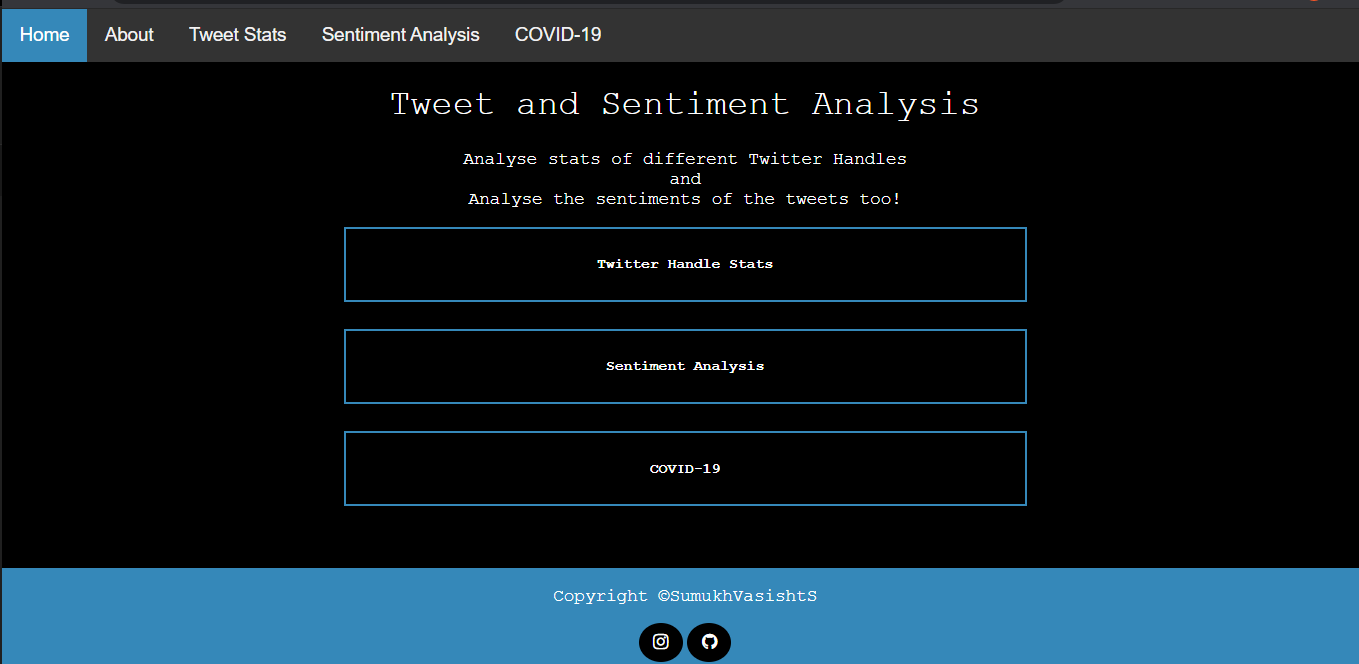 Home About Tweet Stats Sentiment Analysis COVID-19
Tweet and Sentiment Analysis
Analyse stats of different Twitter Handles
and
Analyse the sentiments of the tweets too!
Twitter Handle Stats
Sentiment Analysis
COVID-19
Copyright ©SumukhVasishtS